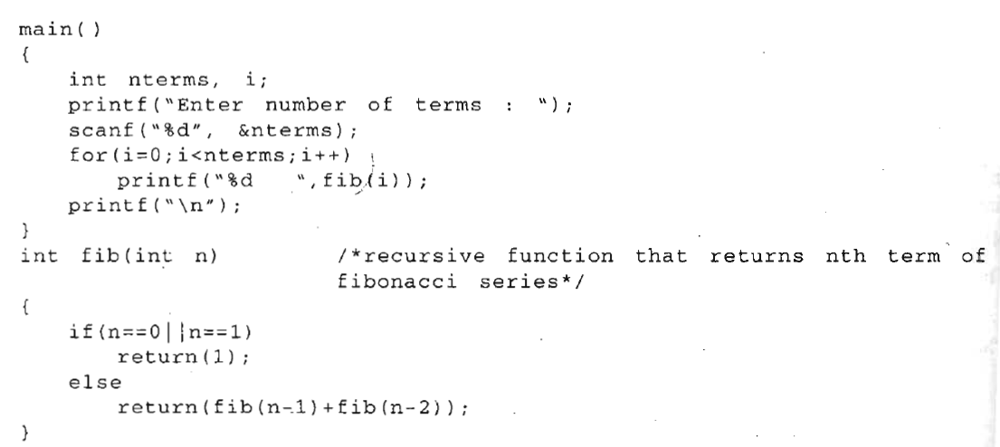 main()
{
    int nterms, i;
    printf("Enter number of terms : ");
    scanf("%d", &nterms);
    for(i=0;i<nterms;i++)
        printf("%d   ",fib(i));
    printf("\n");
}
int fib(int n)          /*recursive function that returns nth term of
                        fibonacci series*/
{
    if(n==0||n==1)
        return(1);
    else
        return(fib(n-1)+fib(n-2));
}